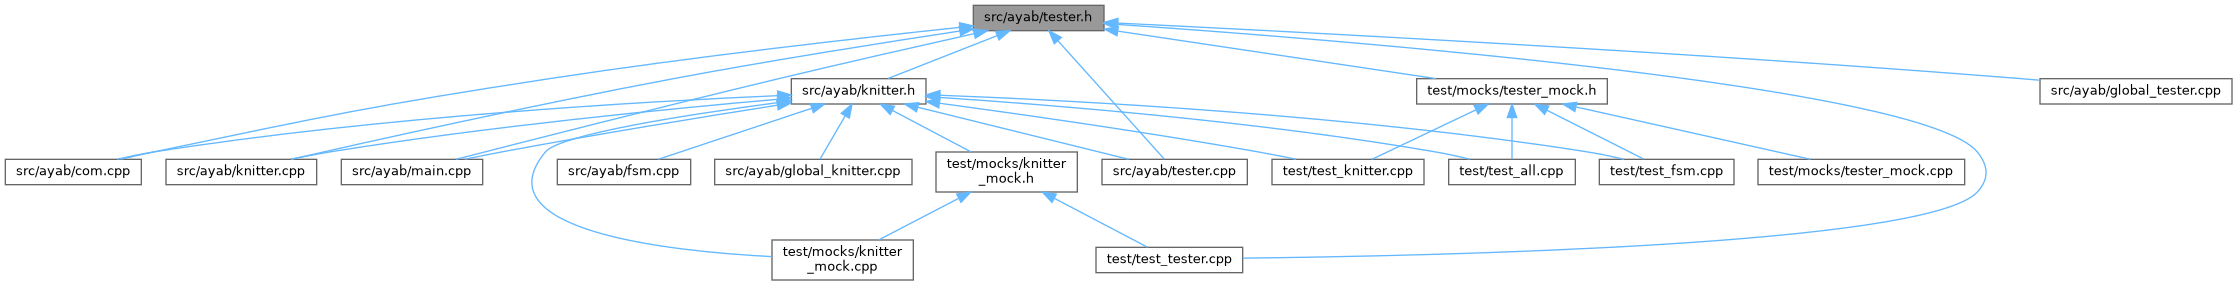 src/ayab/tester.h
src/ayab/knitter.h
test/mocks/tester_mock.h
src/ayab/global_tester.cpp
src/ayab/com.cpp
src/ayab/knitter.cpp
src/ayab/main.cpp
src/ayab/fsm.cpp
src/ayab/global_knitter.cpp
test/mocks/knitter
_mock.h
src/ayab/tester.cpp
test/test_knitter.cpp
test/test_all.cpp
test/test_fsm.cpp
test/mocks/tester_mock.cpp
test/mocks/knitter
_mock.cpp
test/test_tester.cpp